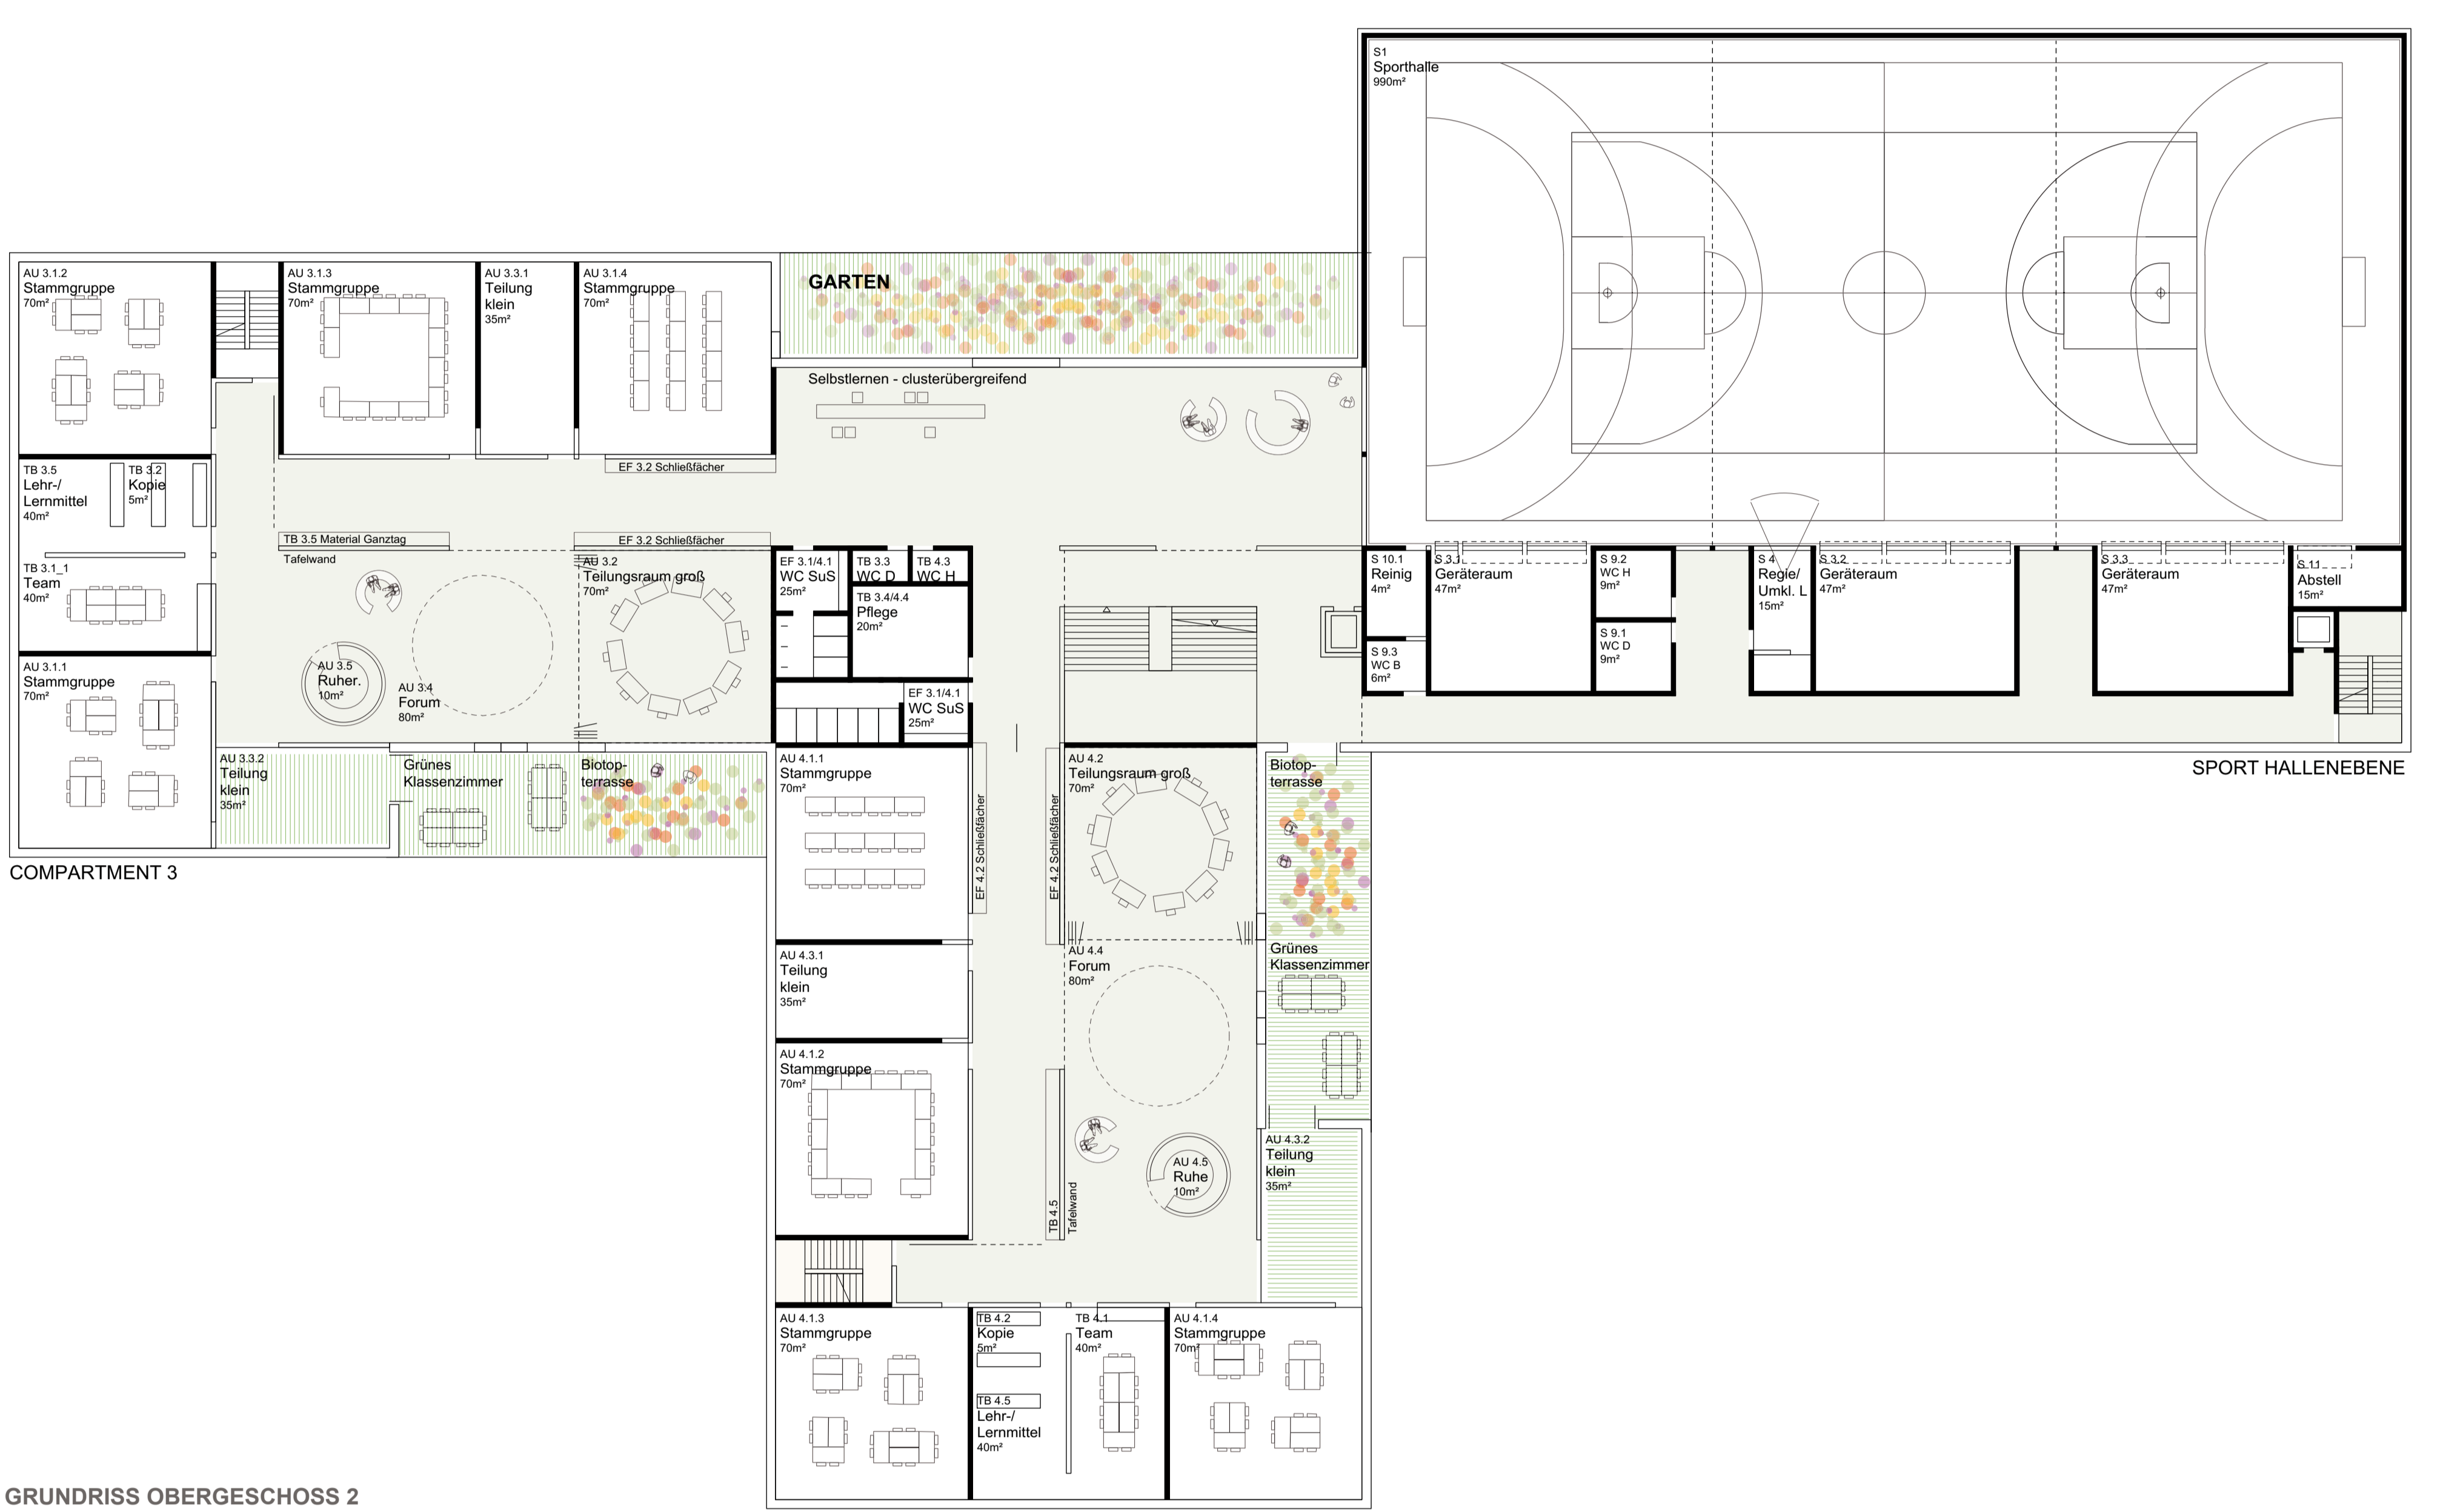 S1
Sporthalle
990m²
AU 3.1.2
Stammgruppe
70m²
AU 3.1.3
Stammgruppe
70m²
AU 3.3.1
Teilung
klein
35m²
AU 3.1.4
Stammgruppe
70m²
GARTEN
Selbstlernen - clusterübergreifend
EF 3.2 Schließfächer
TB 3.5
Lehr-/
Lernmittel
40m²
TB 3.2
Kopie
5m²
TB 3.5 Material Ganztag
EF 3.2 Schließfächer
Tafelwand
TB 3.1_1
Team
40m²
AU 3.2
Teilungsraum groß
70m²
EF 3.1/4.1
WC SuS
25m²
TB 3.3
WC D
TB 4.3
WC H
TB 3.4/4.4
Pflege
20m²
S 10.1
Reinig
4m²
S 3.1
Geräteraum
47m²
S 9.2
WC H
9m²
S 4
Regie/
Umkl. L
15m²
S 3.2
Geräteraum
47m²
S 3.3
Geräteraum
47m²
S 11
Abstell
15m²
S 9.3
WC B
6m²
S 9.1
WC D
9m²
AU 3.1.1
Stammgruppe
70m²
AU 3.5
Ruher.
10m²
AU 3.4
Forum
80m²
EF 3.1/4.1
WC SuS
25m²
AU 3.3.2
Teilung
klein
35m²
Grünes
Klassenzimmer
Biotop-
terrasse
AU 4.1.1
Stammgruppe
70m²
EF 4.2 Schließfächer
EF 4.2 Schließfächer
AU 4.2
Teilungsraum groß
70m²
Biotop-
terrasse
SPORT HALLENEBENE
COMPARTMENT 3
AU 4.3.1
Teilung
klein
35m²
AU 4.4
Forum
80m²
Grünes
Klassenzimmer
AU 4.1.2
Stammgruppe
70m²
TB 4.5
Tafelwand
AU 4.5
Ruhe
10m²
AU 4.3.2
Teilung
klein
35m²
AU 4.1.3
Stammgruppe
70m²
TB 4.2
Kopie
5m²
TB 4.1
Team
40m²
AU 4.1.4
Stammgruppe
70m²
TB 4.5
Lehr-/
Lernmittel
40m²
GRUNDRISS OBERGESCHOSS 2